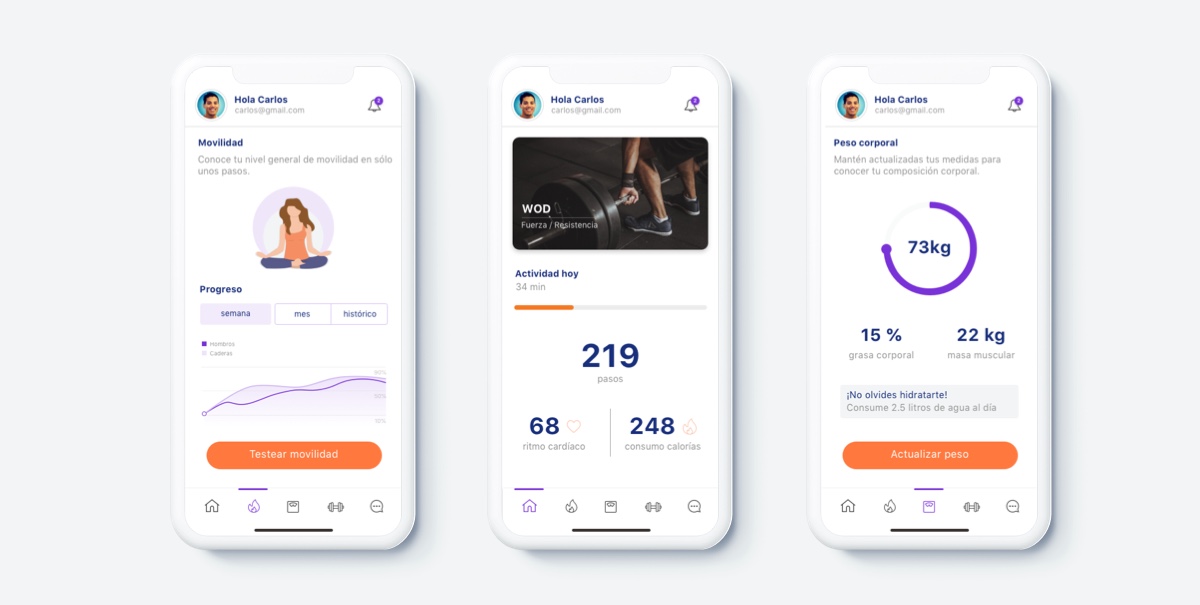 Hola Carlos
carlos@gmail.com
2
Movilidad
Conoce tu nivel general de movilidad en sólo
unos pasos.
Progreso
semana
mes
histórico
Hombros
Caderas
Testear movilidad
Hola Carlos
carlos@gmail.com
2
WOD
Fuerza / Resistencia
Actividad hoy
34 min
219
pasos
68
ritmo cardíaco
248
consumo calorías
Hola Carlos
carlos@gmail.com
2
Peso corporal
Mantén actualizadas tus medidas para
conocer tu composición corporal.
73kg
15 %
grasa corporal
22 kg
masa muscular
¡No olvides hidratarte!
Consume 2.5 litros de agua al día
Actualizar peso